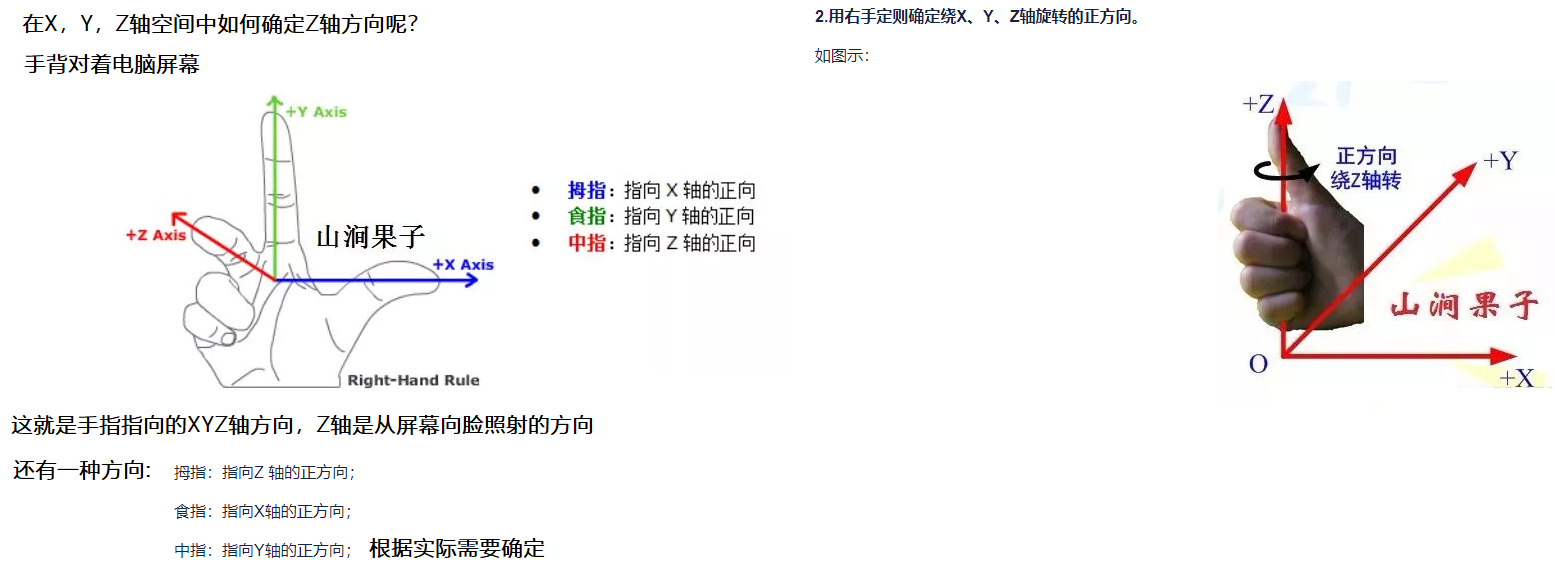 在X，Y，Z轴空间中如何确定Z轴方向呢？
手背对着电脑屏幕
+Y Axis
+Z Axis
山涧果子
+X Axis
Right-Hand Rule
• 拇指：指向 X 轴的正向
• 食指：指向 Y 轴的正向
• 中指：指向 Z 轴的正向
这就是手指指向的XYZ轴方向，Z轴是从屏幕向脸照射的方向
还有一种方向： 拇指：指向Z 轴的正方向；
食指：指向X轴的正方向；
中指：指向Y轴的正方向； 根据实际需要确定
2.用右手定则确定绕X、Y、Z轴旋转的正方向。
如图示：
+Z
正方向
绕Z轴转
+Y
山涧果子
O
+X